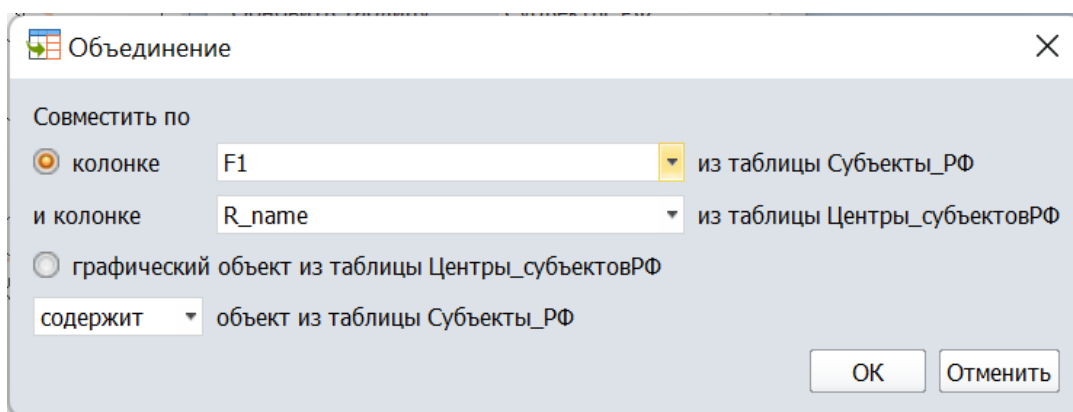 Объединение
Совместить по
колонке F1 из таблицы Субъекты_РФ
и колонке R_name из таблицы Центры_субъектовРФ
графический объект из таблицы Центры_субъектовРФ
содержит объект из таблицы Субъекты_РФ
ОК Отменить